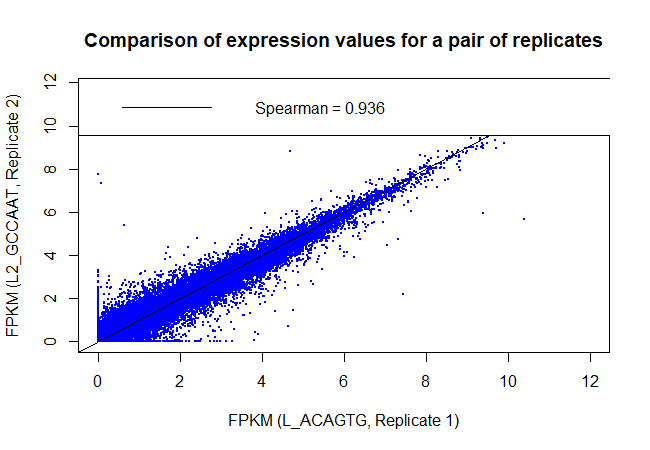 Comparison of expression values for a pair of replicates
FPKM (L2_GCCAAT, Replicate 2)
12
10
8
6
4
2
0
Spearman = 0.936
0 2 4 6 8 10 12
FPKM (L_ACAGTG, Replicate 1)